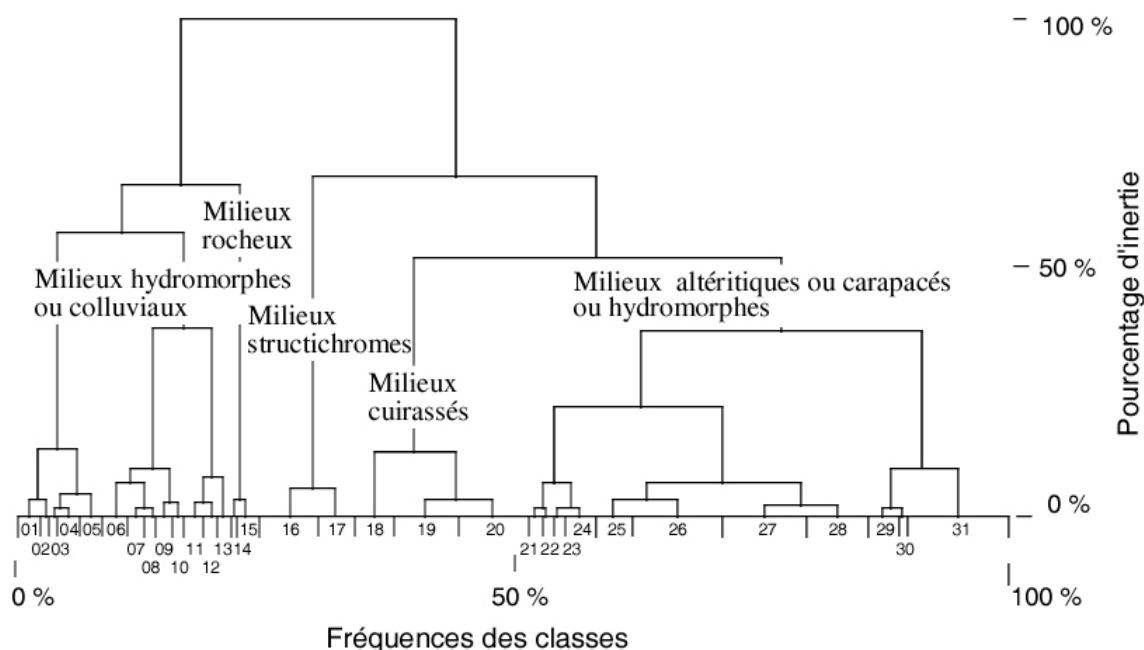 100 %
Milieux
rocheux
50 %
Milieux hydromorphes
ou colluviaux
Milieux altéritiques ou carapacés
ou hydromorphes
Milieux
structichromes
Milieux
cuirassés
Pourcentage d'inertie
0 %
01 04 05 06 15 16 17 18 19 20 24 25 26 27 28 29 31
02 03 07 09 11 13 14 21 22 23 30
08 10 12
0 % 50 % 100 %
Fréquences des classes